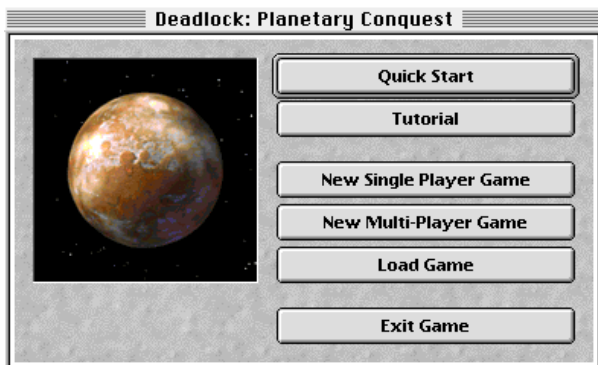 Deadlock: Planetary Conquest
Quick Start
Tutorial
New Single Player Game
New Multi-Player Game
Load Game
Exit Game